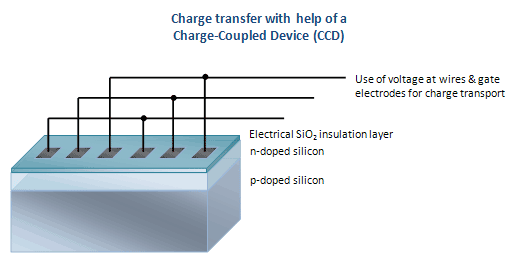 Charge transfer with help of a
Charge-Coupled Device (CCD)
Use of voltage at wires & gate
electrodes for charge transport
Electrical SiO₂ insulation layer
n-doped silicon
p-doped silicon